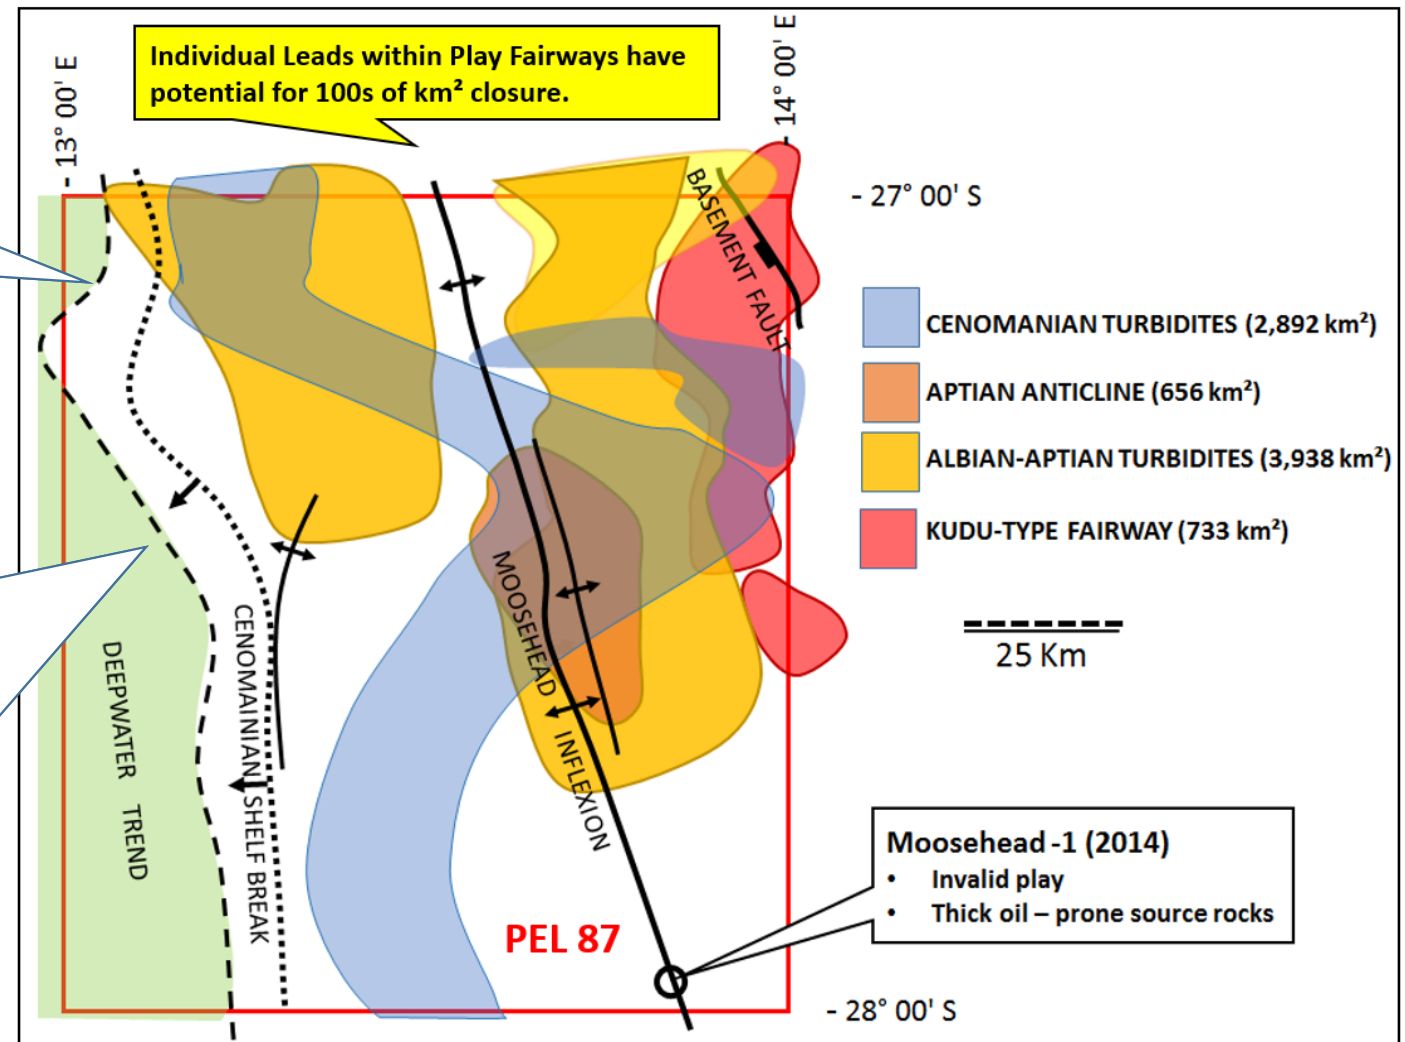 Individual Leads within Play Fairways have
potential for 100s of km² closure.
- 13° 00' E
- 14° 00' E
- 27° 00' S
BASEMENT FAULT
CENOMANIAN TURBIDITES (2,892 km²)
APTIAN ANTICLINE (656 km²)
ALBIAN-APTIAN TURBIDITES (3,938 km²)
KUDU-TYPE FAIRWAY (733 km²)
25 Km
MOOSEHEAD INFLEXION
CENOMAINIAN SHELF BREAK
DEEPWATER TREND
Moosehead -1 (2014)
• Invalid play
• Thick oil – prone source rocks
PEL 87
- 28° 00' S